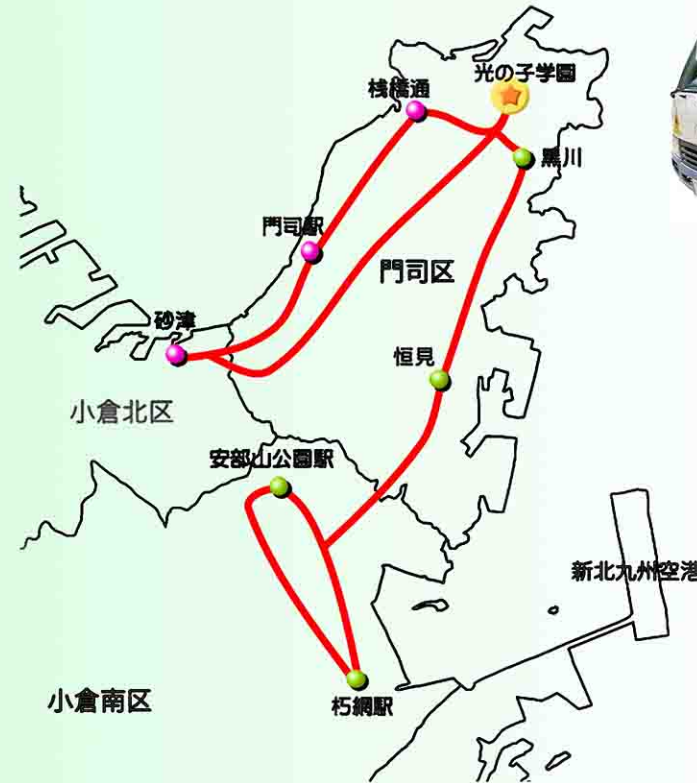 光の子学園
桟橋通
黒川
門司駅
門司区
砂津
恒見
小倉北区
安部山公園駅
新北九州空港
小倉南区
朽網駅